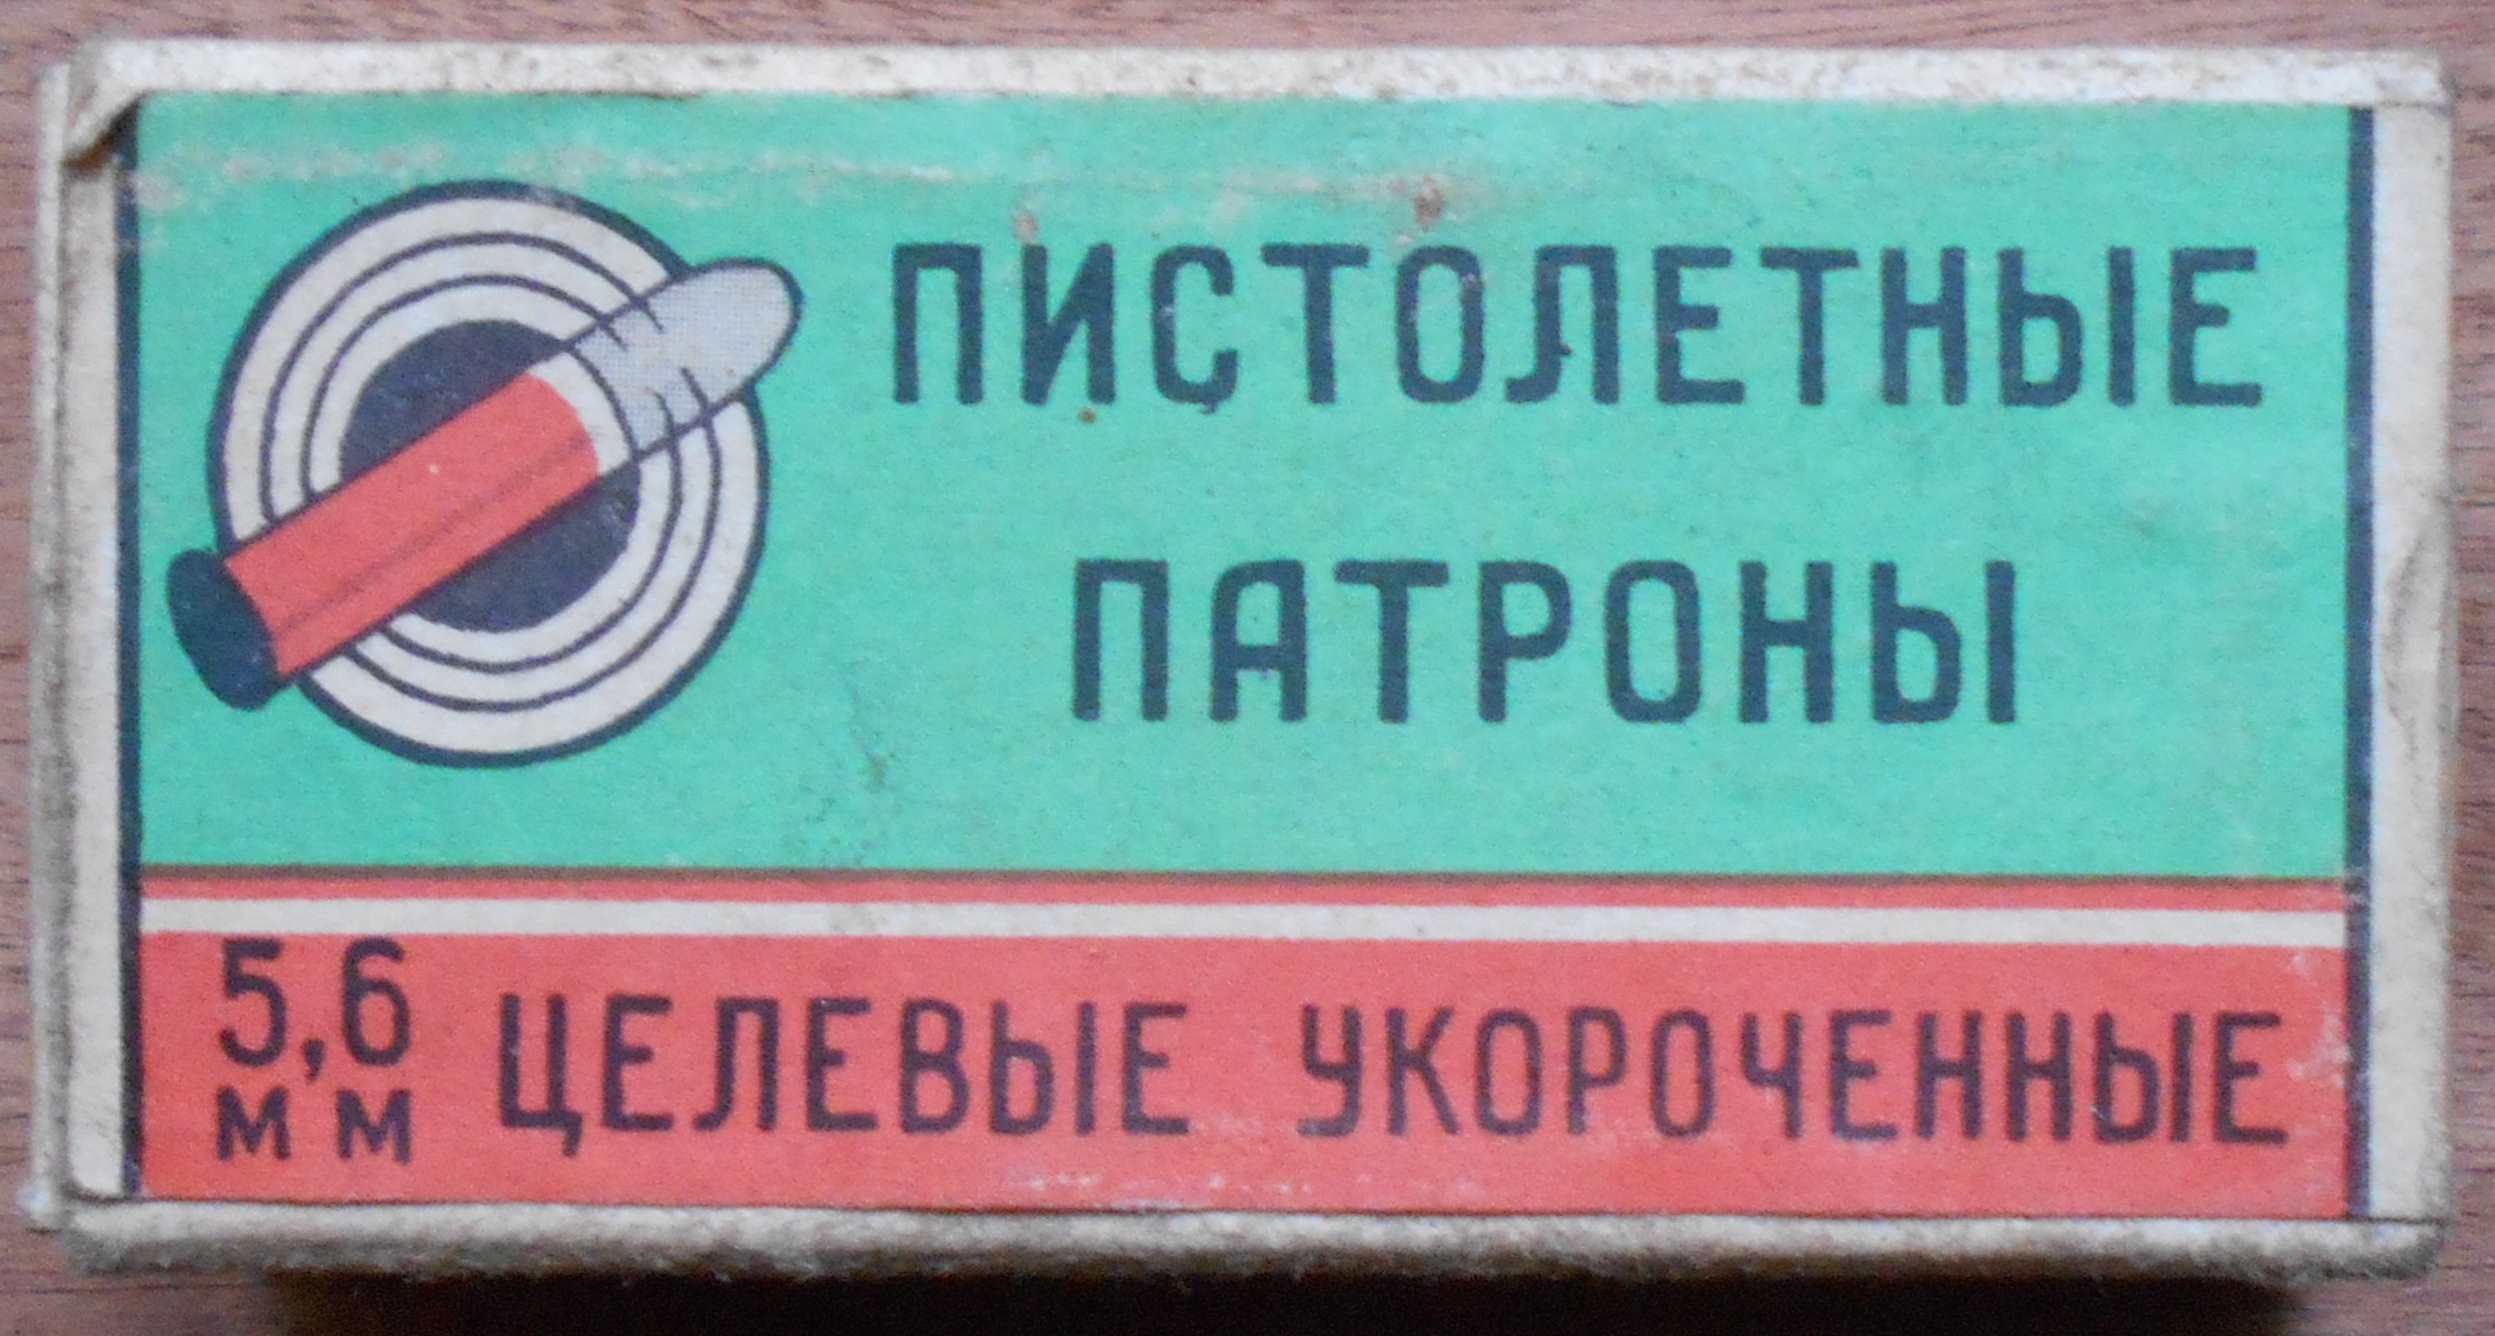 ПИСТОЛЕТНЫЕ
ПАТРОНЫ
5,6
мм ЦЕЛЕВЫЕ УКОРОЧЕННЫЕ